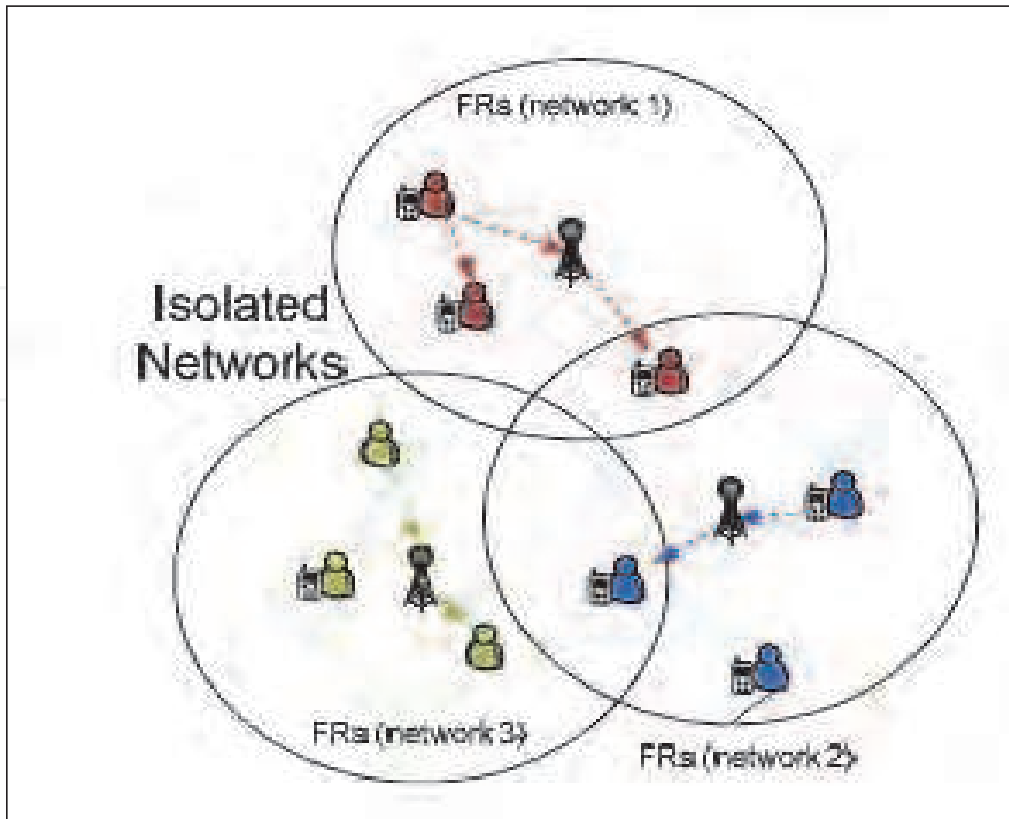 FRs (network 1)
Isolated
Networks
FRs (network 3)
FRs (network 2)